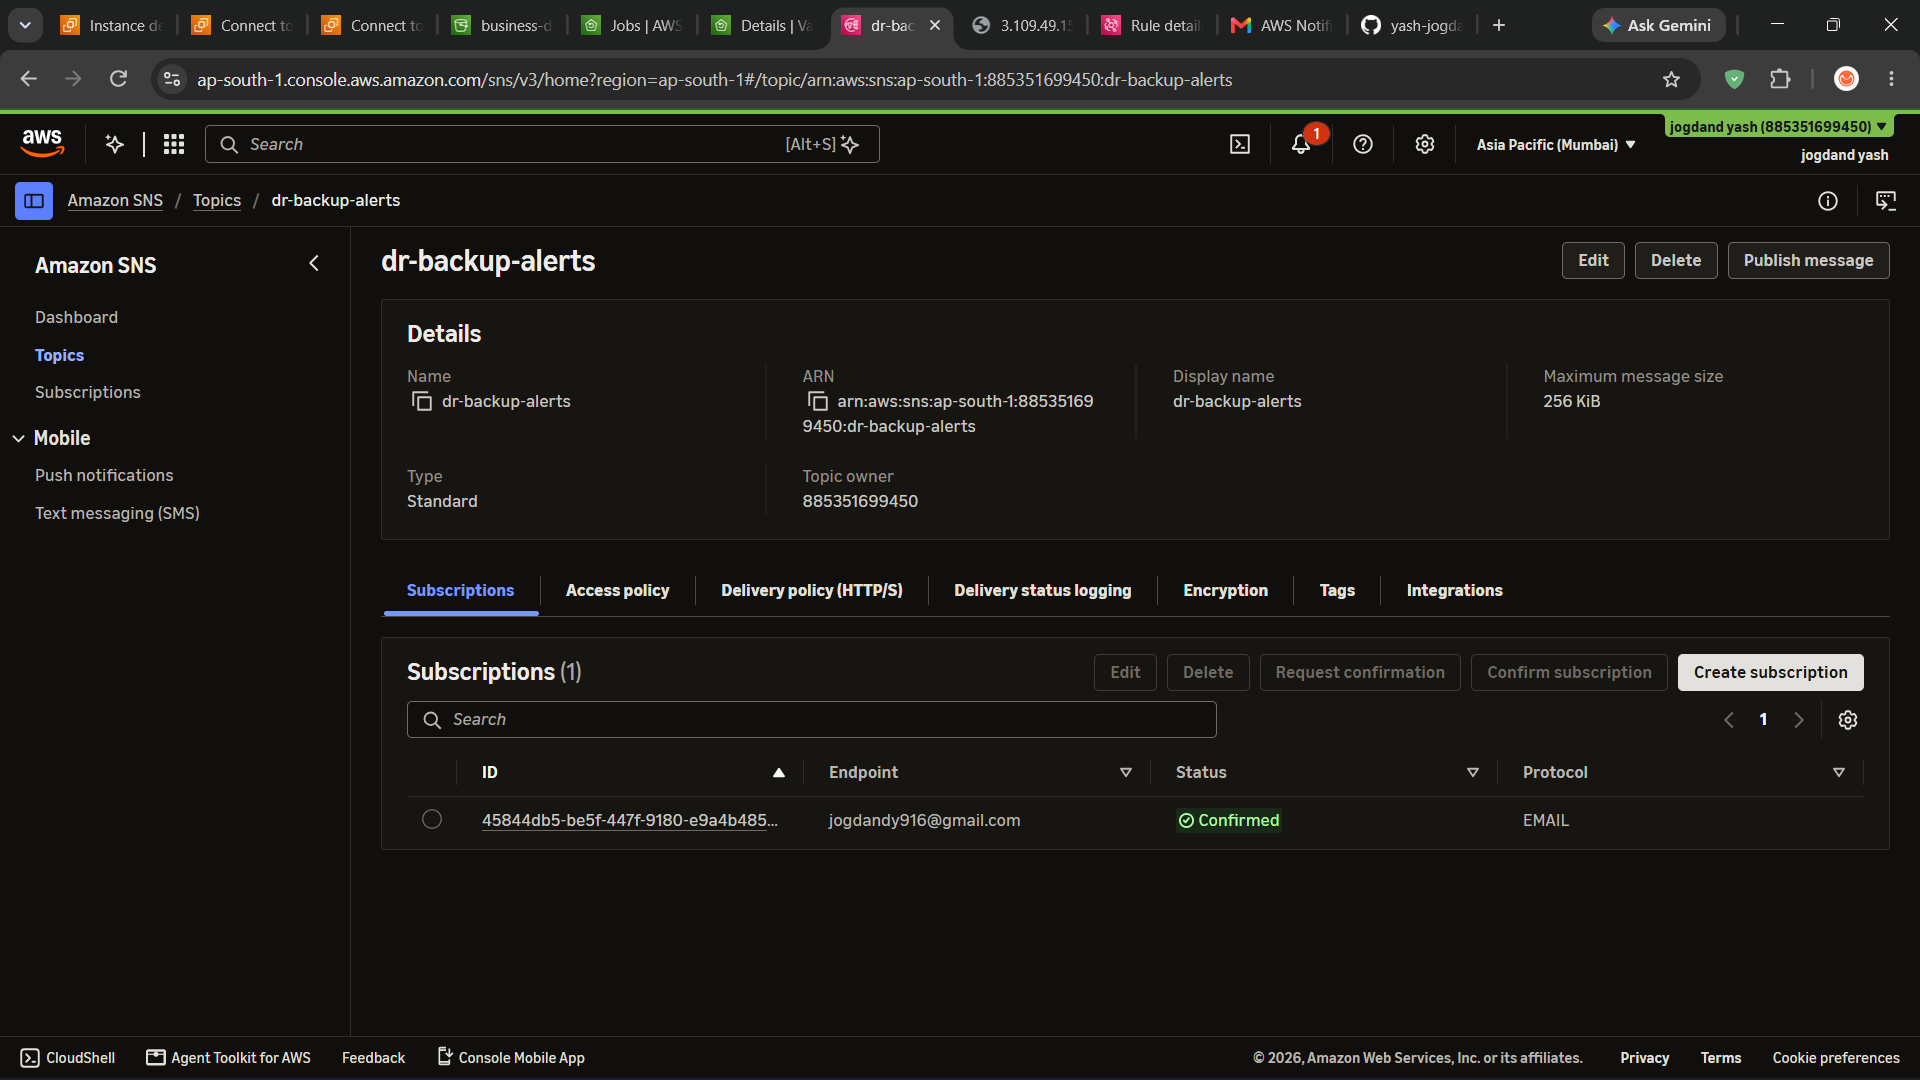 Instance de
Connect to
Connect to
business-d
Jobs | AWS
Details | Va
dr-bac
3.109.49.15
Rule detail
AWS Notifi
yash-jogda
Ask Gemini
ap-south-1.console.aws.amazon.com/sns/v3/home?region=ap-south-1#/topic/arn:aws:sns:ap-south-1:885351699450:dr-backup-alerts
aws
Search
[Alt+S]
1
Asia Pacific (Mumbai)
jogdand yash (885351699450)
jogdand yash
Amazon SNS / Topics / dr-backup-alerts
Amazon SNS
Dashboard
Topics
Subscriptions
Mobile
Push notifications
Text messaging (SMS)
dr-backup-alerts
Edit
Delete
Publish message
Details
Name
dr-backup-alerts
ARN
arn:aws:sns:ap-south-1:88535169
9450:dr-backup-alerts
Display name
dr-backup-alerts
Maximum message size
256 KiB
Type
Standard
Topic owner
885351699450
Subscriptions
Access policy
Delivery policy (HTTP/S)
Delivery status logging
Encryption
Tags
Integrations
Subscriptions (1)
Edit
Delete
Request confirmation
Confirm subscription
Create subscription
Search
1
ID
Endpoint
Status
Protocol
45844db5-be5f-447f-9180-e9a4b485...
jogdandy916@gmail.com
Confirmed
EMAIL
CloudShell
Agent Toolkit for AWS
Feedback
Console Mobile App
© 2026, Amazon Web Services, Inc. or its affiliates.
Privacy
Terms
Cookie preferences